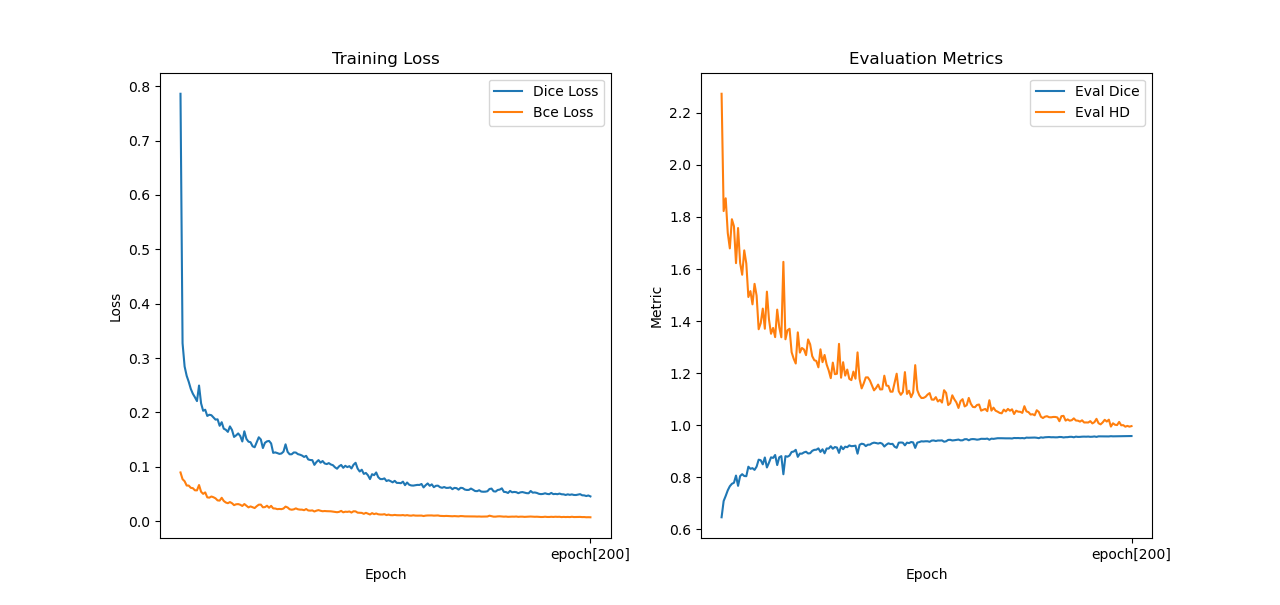 Training Loss
Dice Loss
Bce Loss
0.8
0.7
0.6
0.5
0.4
0.3
0.2
0.1
0.0
Loss
epoch[200]
Epoch
Evaluation Metrics
Eval Dice
Eval HD
2.2
2.0
1.8
1.6
1.4
1.2
1.0
0.8
0.6
Metric
epoch[200]
Epoch